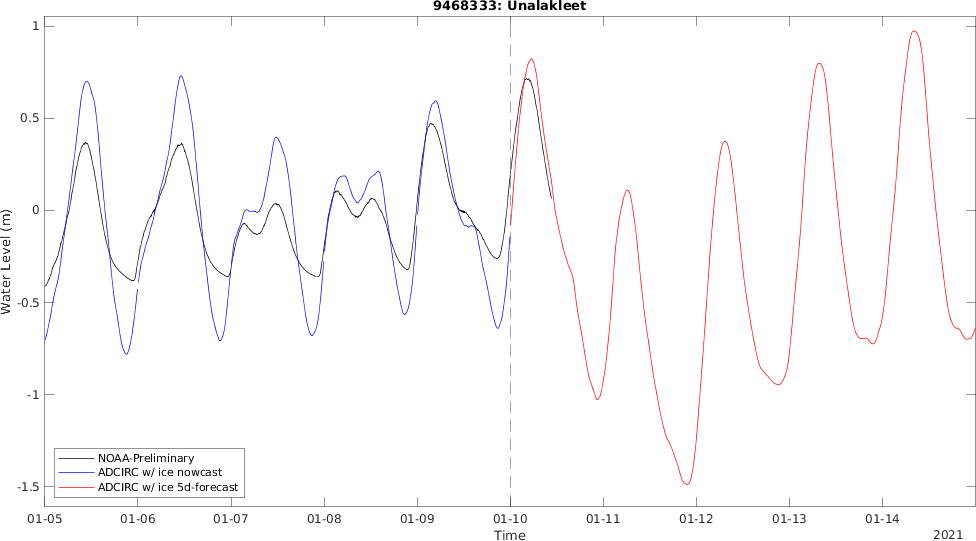 9468333: Unalakleet
1
0.5
0
-0.5
-1
-1.5
Water Level (m)
NOAA-Preliminary
ADCIRC w/ ice nowcast
ADCIRC w/ ice 5d-forecast
01-05 01-06 01-07 01-08 01-09 01-10 01-11 01-12 01-13 01-14
Time
2021